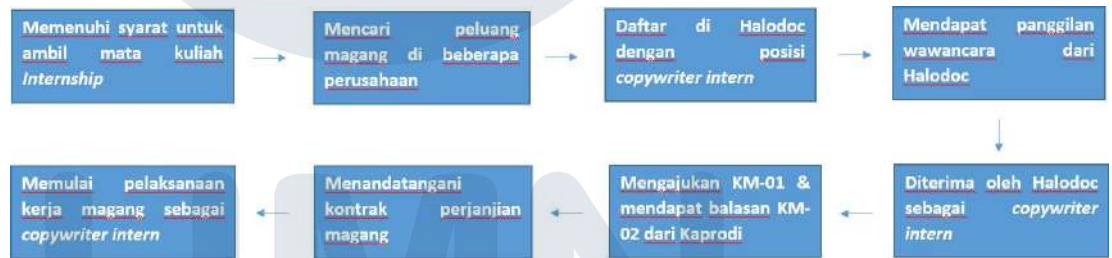 Memenuhi syarat untuk
ambil mata kuliah
Internship
Mencari peluang
magang di beberapa
perusahaan
Daftar di Halodoc
dengan posisi
copywriter intern
Mendapat panggilan
wawancara dari
Halodoc
Diterima oleh Halodoc
sebagai copywriter
intern
Mengajukan KM-01 &
mendapat balasan KM-
02 dari Kaprodi
Menandatangani
kontrak perjanjian
magang
Memulai pelaksanaan
kerja magang sebagai
copywriter intern